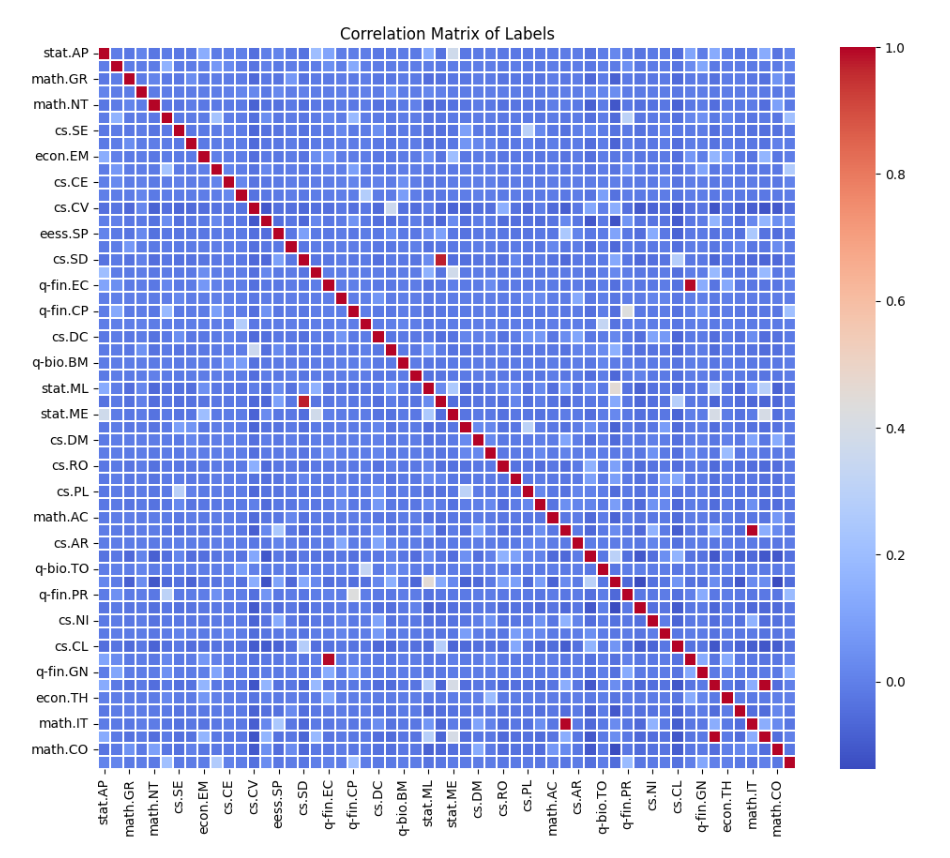 Correlation Matrix of Labels
stat.AP
math.GR
math.NT
cs.SE
econ.EM
cs.CE
cs.CV
eess.SP
cs.SD
q-fin.EC
q-fin.CP
cs.DC
q-bio.BM
stat.ML
stat.ME
cs.DM
cs.RO
cs.PL
math.AC
cs.AR
q-bio.TO
q-fin.PR
cs.NI
cs.CL
q-fin.GN
econ.TH
math.IT
math.CO
stat.AP
math.GR
math.NT
cs.SE
econ.EM
cs.CE
cs.CV
eess.SP
cs.SD
q-fin.EC
q-fin.CP
cs.DC
q-bio.BM
stat.ML
stat.ME
cs.DM
cs.RO
cs.PL
math.AC
cs.AR
q-bio.TO
q-fin.PR
cs.NI
cs.CL
q-fin.GN
econ.TH
math.IT
math.CO
1.0
0.8
0.6
0.4
0.2
0.0